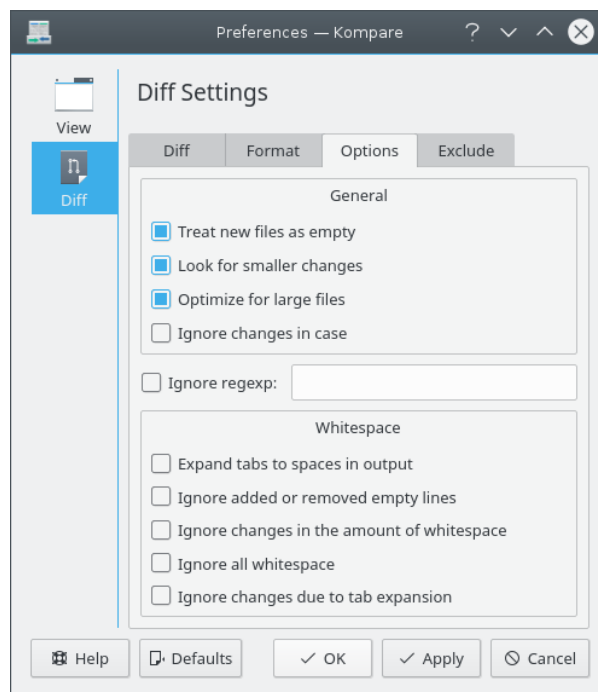 Preferences — Kompare
View
Diff
Diff Settings
Diff Format Options Exclude
General
Treat new files as empty
Look for smaller changes
Optimize for large files
Ignore changes in case
Ignore regexp:
Whitespace
Expand tabs to spaces in output
Ignore added or removed empty lines
Ignore changes in the amount of whitespace
Ignore all whitespace
Ignore changes due to tab expansion
Help Defaults OK Apply Cancel